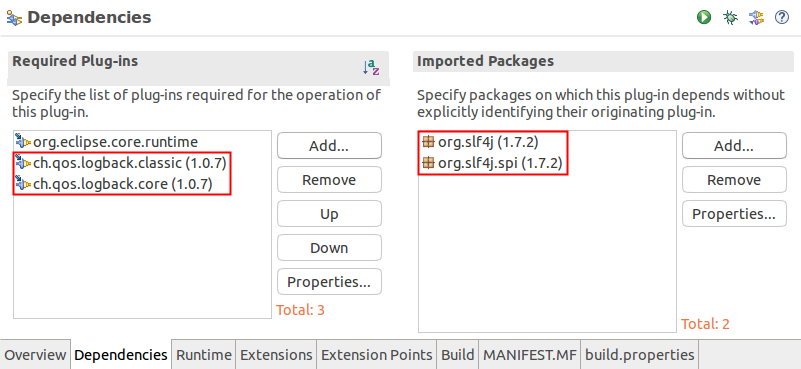 Dependencies
Required Plug-ins
Specify the list of plug-ins required for the operation of
this plug-in.
org.eclipse.core.runtime
ch.qos.logback.classic (1.0.7)
ch.qos.logback.core (1.0.7)
Add...
Remove
Up
Down
Properties...
Total: 3
Imported Packages
Specify packages on which this plug-in depends without
explicitly identifying their originating plug-in.
org.slf4j (1.7.2)
org.slf4j.spi (1.7.2)
Add...
Remove
Properties...
Total: 2
Overview Dependencies Runtime Extensions Extension Points Build MANIFEST.MF build.properties